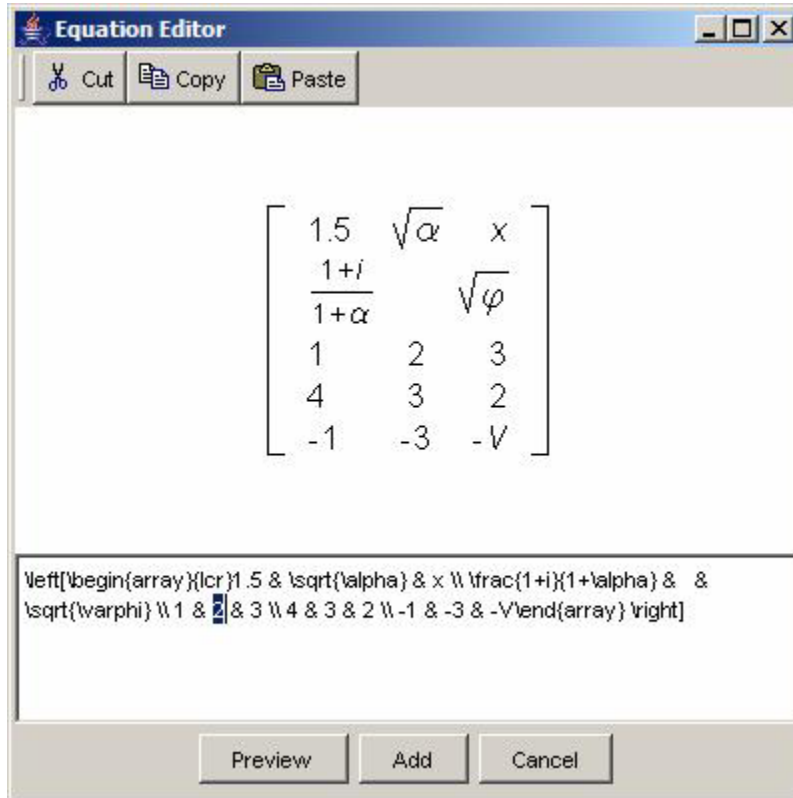 Equation Editor
Cut Copy Paste
1.5 √α x
1+i
1+α √φ
1 2 3
4 3 2
-1 -3 -V
\left[\begin{array}{lcr}1.5 & \sqrt{\alpha} & x \\ \frac{1+i}{1+\alpha} & &
\sqrt{\varphi} \\ 1 & 2 & 3 \\ 4 & 3 & 2 \\ -1 & -3 & -V\end{array} \right]
Preview Add Cancel